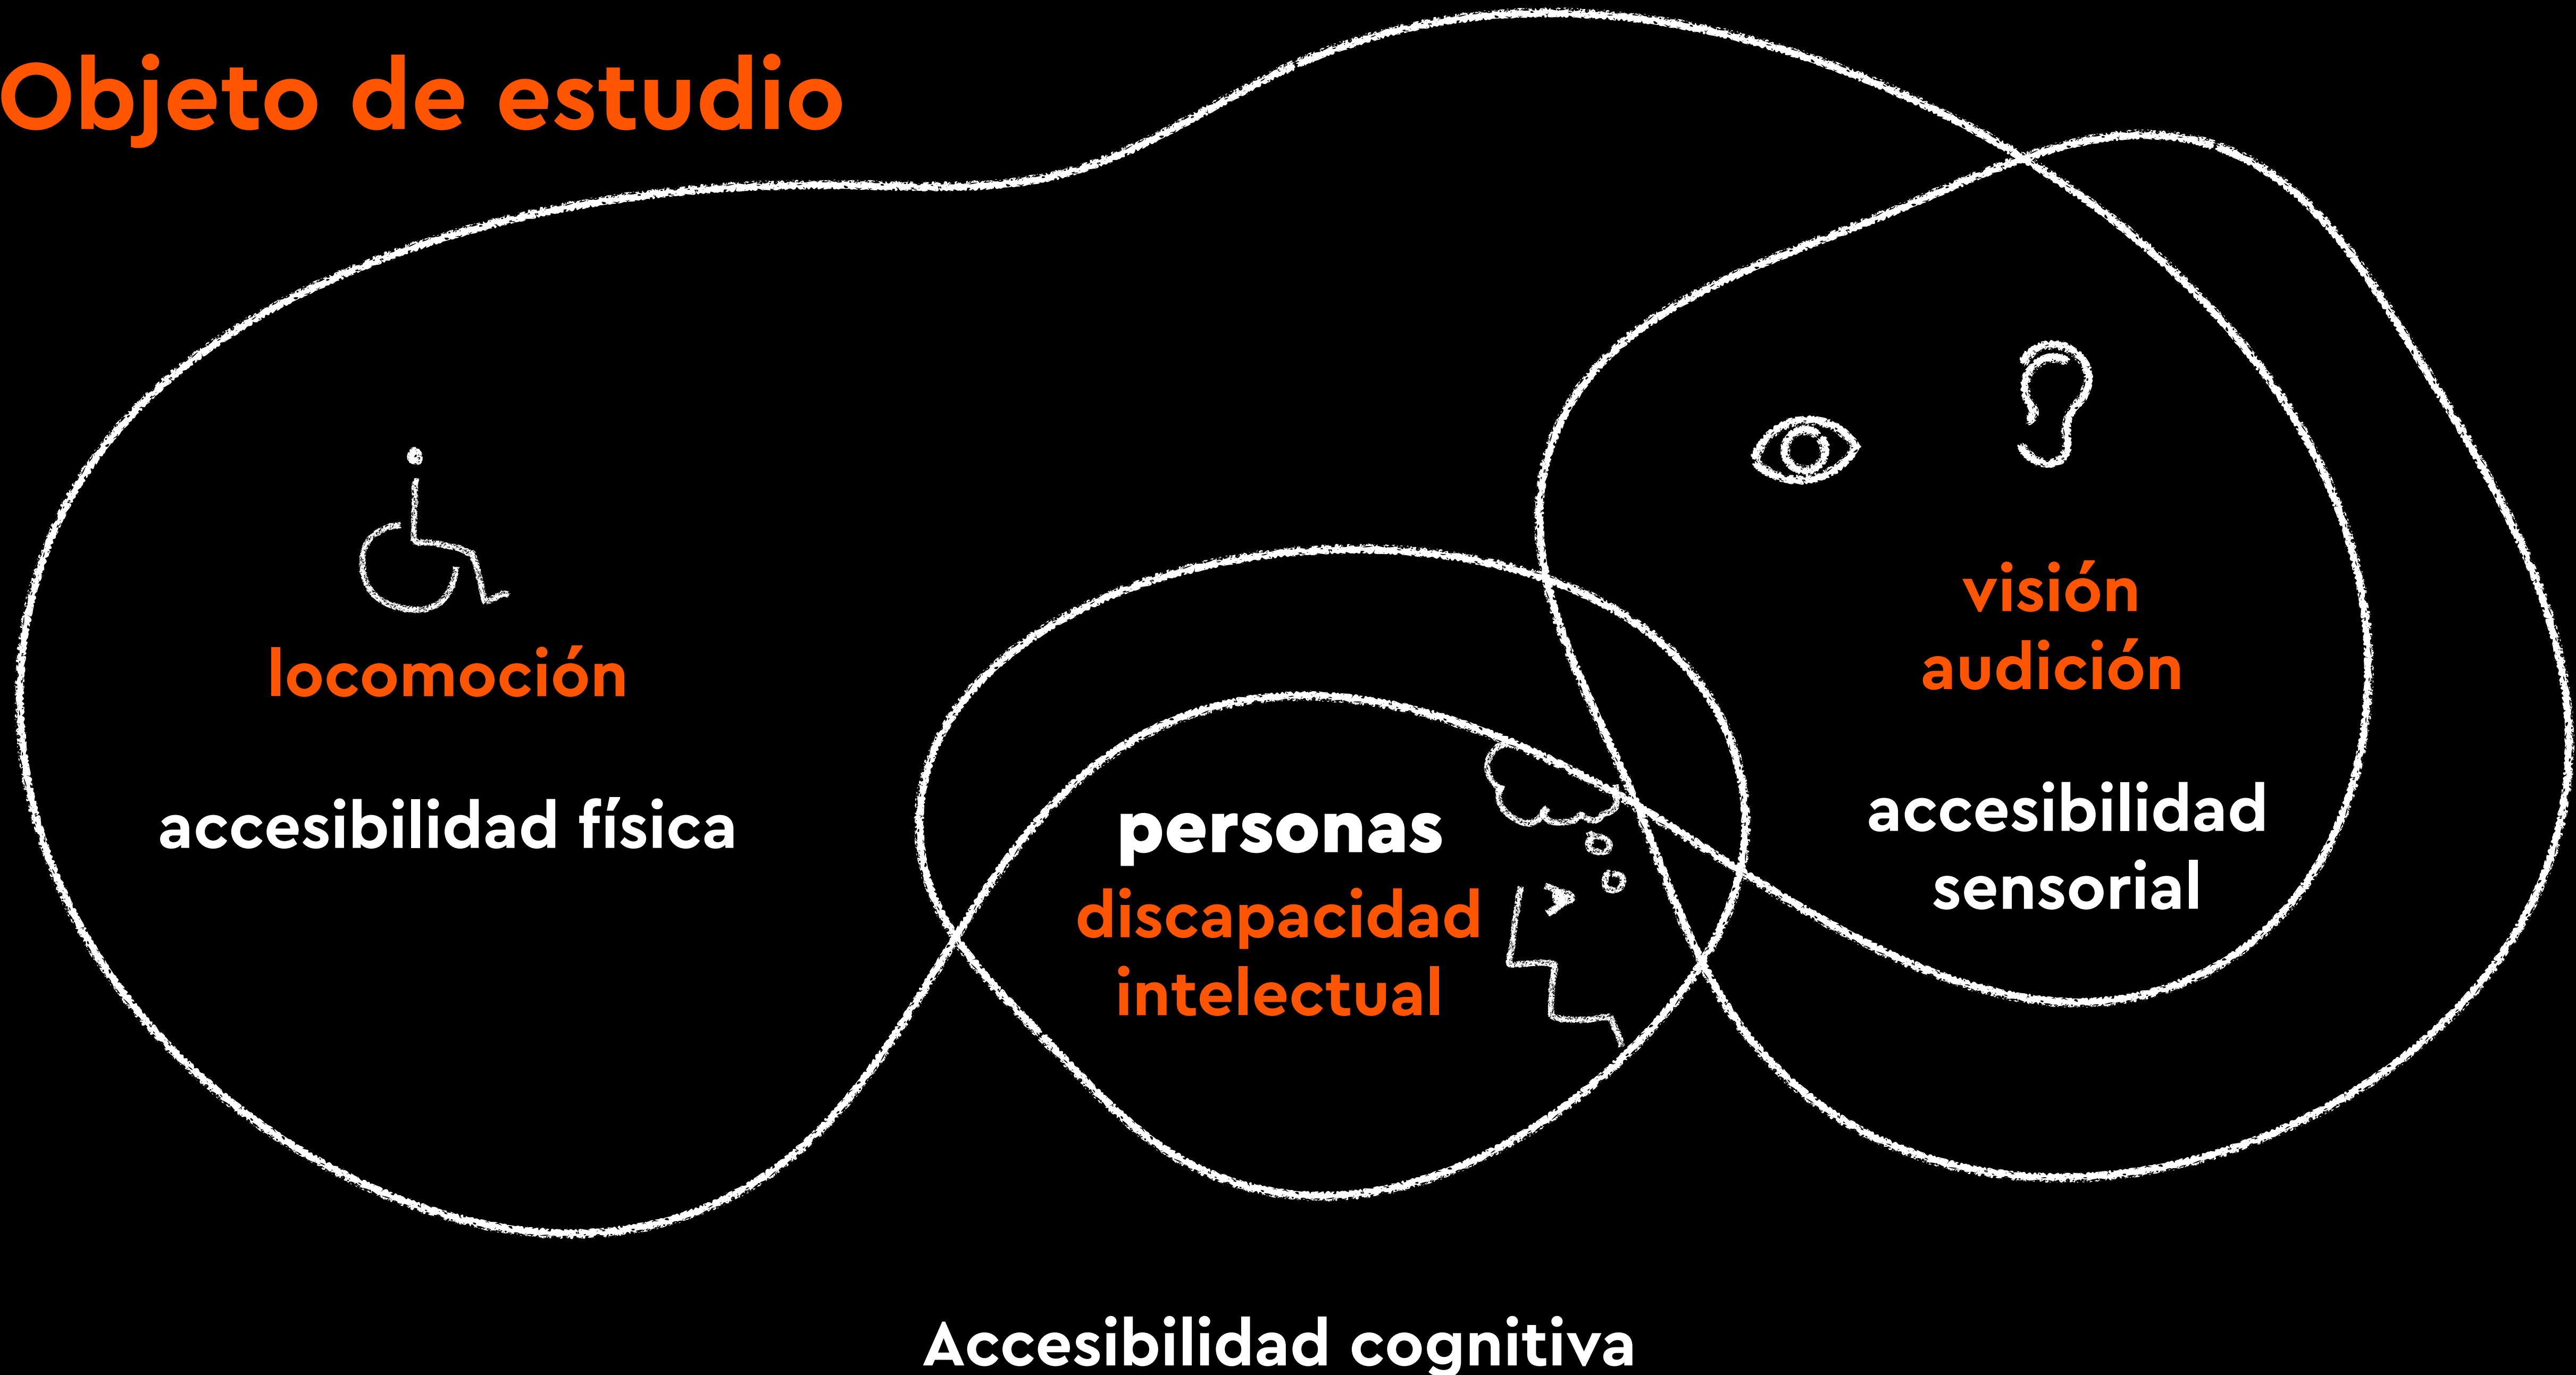 Objeto de estudio
locomoción
accesibilidad física
personas
discapacidad
intelectual
visión
audición
accesibilidad
sensorial
Accesibilidad cognitiva